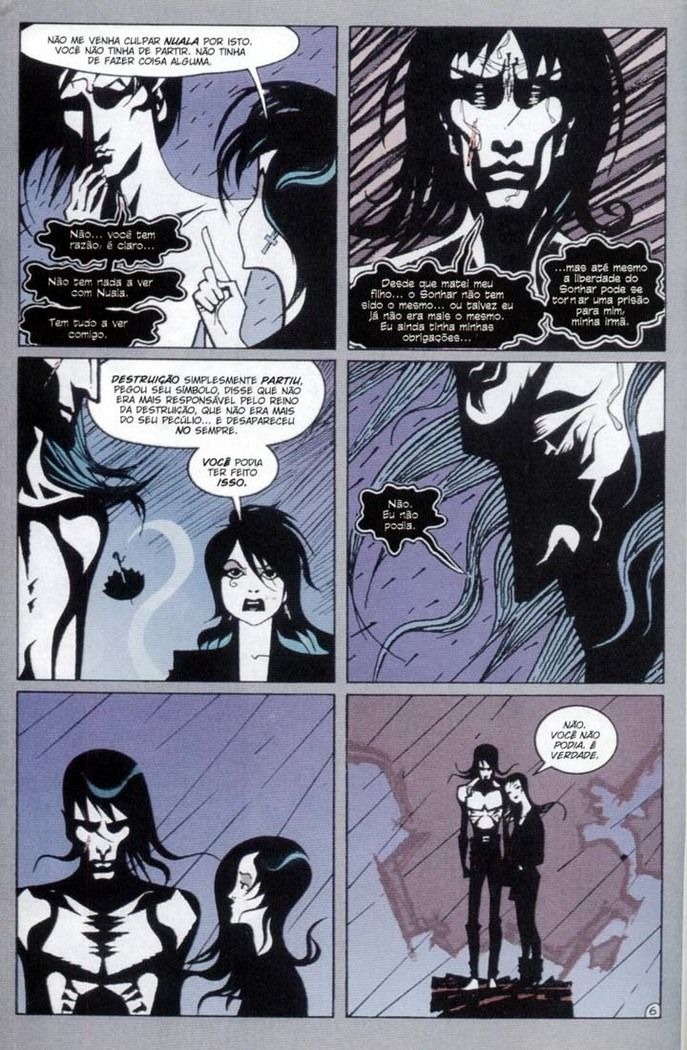 NÃO ME VENHA CULPAR NUALA POR ISTO.
VOCÊ NÃO TINHA DE PARTIR. NÃO TINHA
DE FAZER COISA ALGUMA.
Não... você tem
razão, é claro...
Não tem nada a ver
com Nuala.
Tem tudo a ver
comigo.
Desde que matei meu
filho... o Sonhar não tem
sido o mesmo... ou talvez eu
já não era mais o mesmo.
Eu ainda tinha minhas
obrigações...
...mas até mesmo
a liberdade do
Sonhar pode se
tornar uma prisão
para mim,
minha irmã.
DESTRUIÇÃO SIMPLESMENTE PARTIU,
PEGOU SEU SÍMBOLO, DISSE QUE NÃO
ERA MAIS RESPONSÁVEL PELO REINO
DA DESTRUIÇÃO, QUE NÃO ERA MAIS
DO SEU PECÚLIO... E DESAPARECEU
NO SEMPRE.
VOCÊ PODIA
TER FEITO
ISSO.
Não.
Eu não
podia.
NÃO.
VOCÊ NÃO
PODIA. É
VERDADE.
6